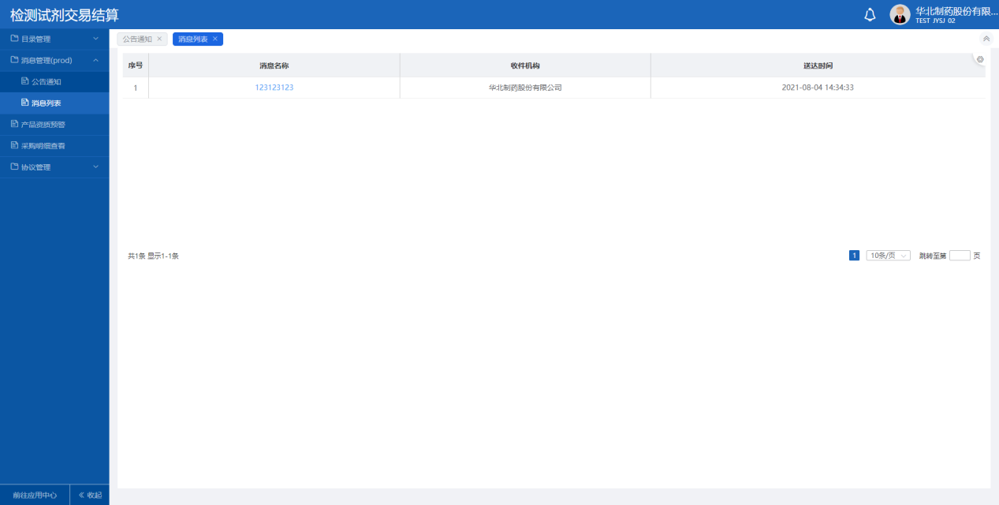 检测试剂交易结算
华北制药股份有限...
TEST JYSJ 02
目录管理
消息管理(prod)
公告通知
消息列表
产品资质预警
采购明细查看
协议管理
前往应用中心
收起
公告通知 × 消息列表 ×
序号 消息名称 收件机构 送达时间
1 123123123 华北制药股份有限公司 2021-08-04 14:34:33
共1条 显示1-1条
1 10条/页 跳转至第 页